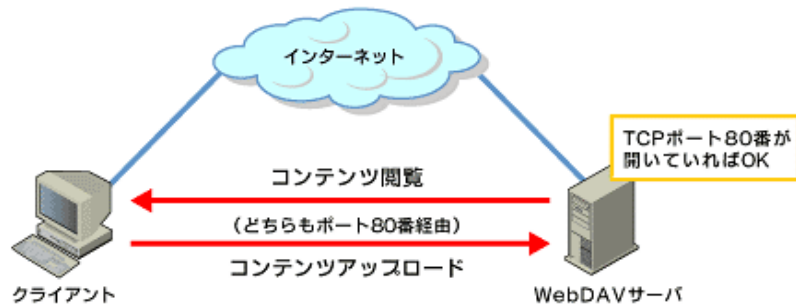 インターネット
TCPポート80番が
開いていればOK
コンテンツ閲覧
(どちらもポート80番経由)
コンテンツアップロード
クライアント
WebDAVサーバ